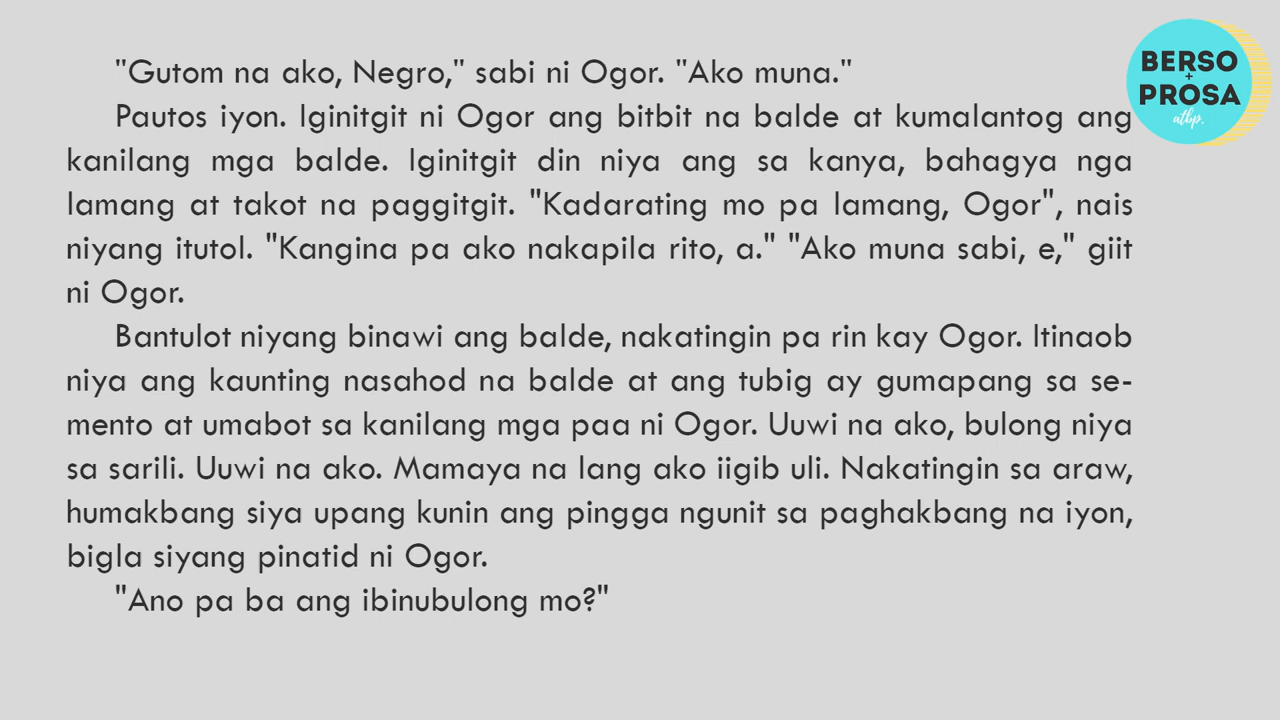 "Gutom na ako, Negro," sabi ni Ogor. "Ako muna."
Pautos iyon. Iginitgit ni Ogor ang bitbit na balde at kumalantog ang
kanilang mga balde. Iginitgit din niya ang sa kanya, bahagya nga
lamang at takot na paggitgit. "Kadarating mo pa lamang, Ogor", nais
niyang itutol. "Kangina pa ako nakapila rito, a." "Ako muna sabi, e," giit
ni Ogor.
Bantulot niyang binawi ang balde, nakatingin pa rin kay Ogor. Itinaob
niya ang kaunting nasahod na balde at ang tubig ay gumapang sa se-
mento at umabot sa kanilang mga paa ni Ogor. Uuwi na ako, bulong niya
sa sarili. Uuwi na ako. Mamaya na lang ako iigib uli. Nakatingin sa araw,
humakbang siya upang kunin ang pingga ngunit sa paghakbang na iyon,
bigla siyang pinatid ni Ogor.
"Ano pa ba ang ibinubulong mo?"
BERSO
+
PROSA
atbp.